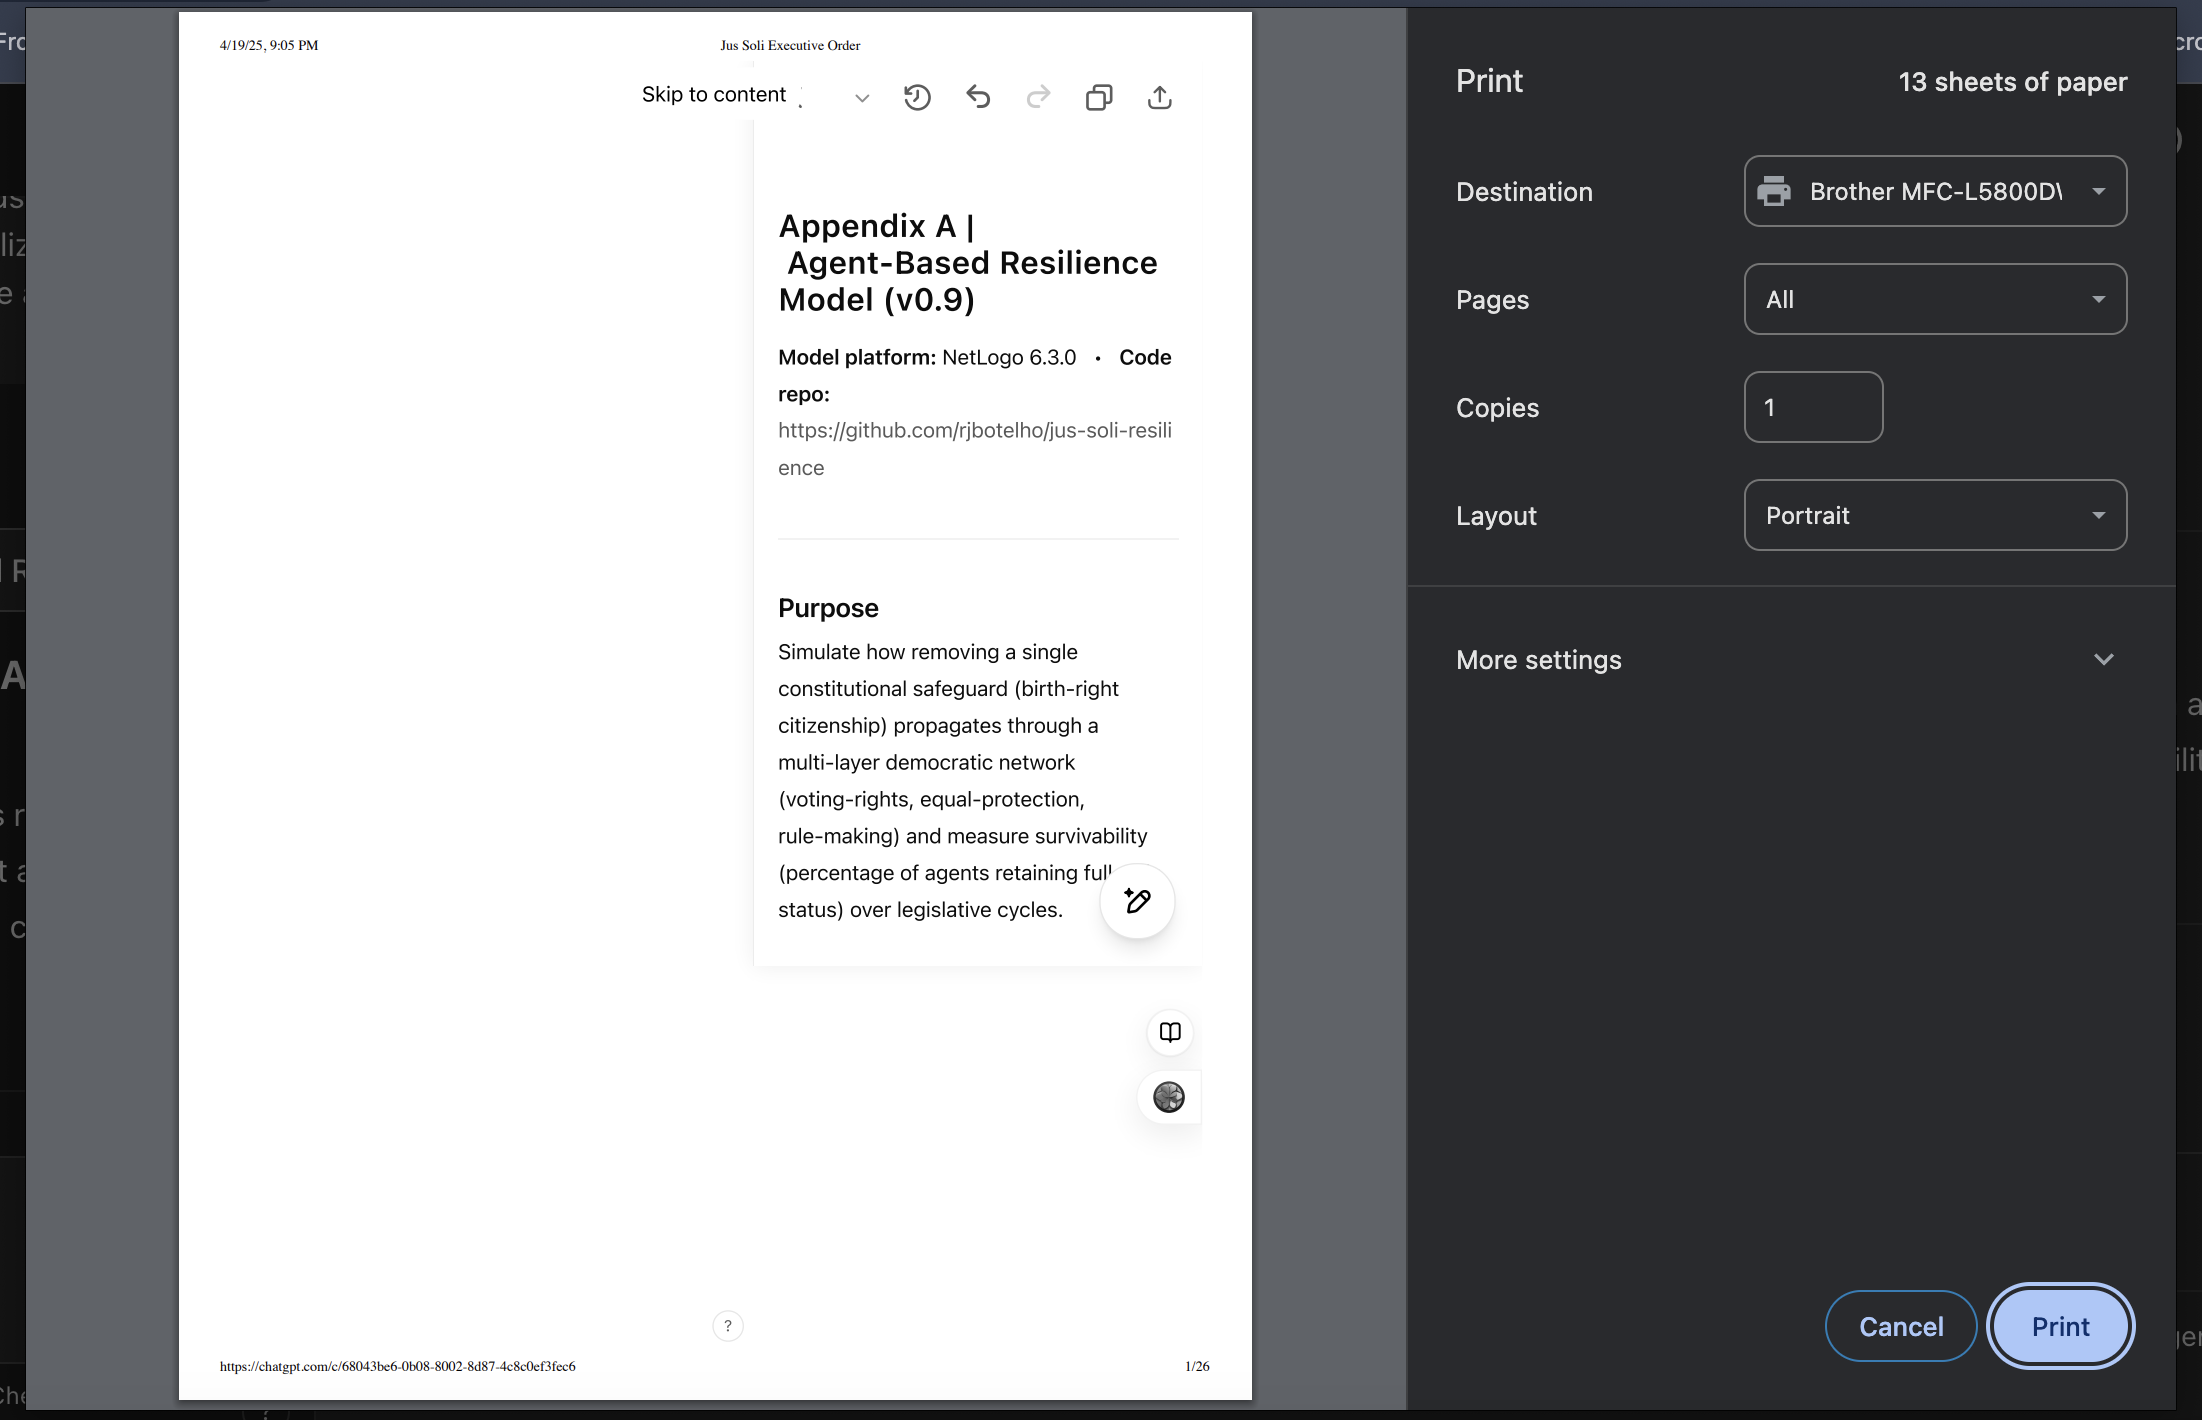 4/19/25, 9:05 PM
Jus Soli Executive Order
Skip to content
Appendix A |
Agent-Based Resilience
Model (v0.9)
Model platform: NetLogo 6.3.0 • Code
repo:
https://github.com/rjbotelho/jus-soli-resili
ence
Purpose
Simulate how removing a single
constitutional safeguard (birth-right
citizenship) propagates through a
multi-layer democratic network
(voting-rights, equal-protection,
rule-making) and measure survivability
(percentage of agents retaining full
status) over legislative cycles.
?
https://chatgpt.com/c/68043be6-0b08-8002-8d87-4c8c0ef3fec6
1/26
Print
13 sheets of paper
Destination
Brother MFC-L5800D
Pages
All
Copies
1
Layout
Portrait
More settings
Cancel
Print